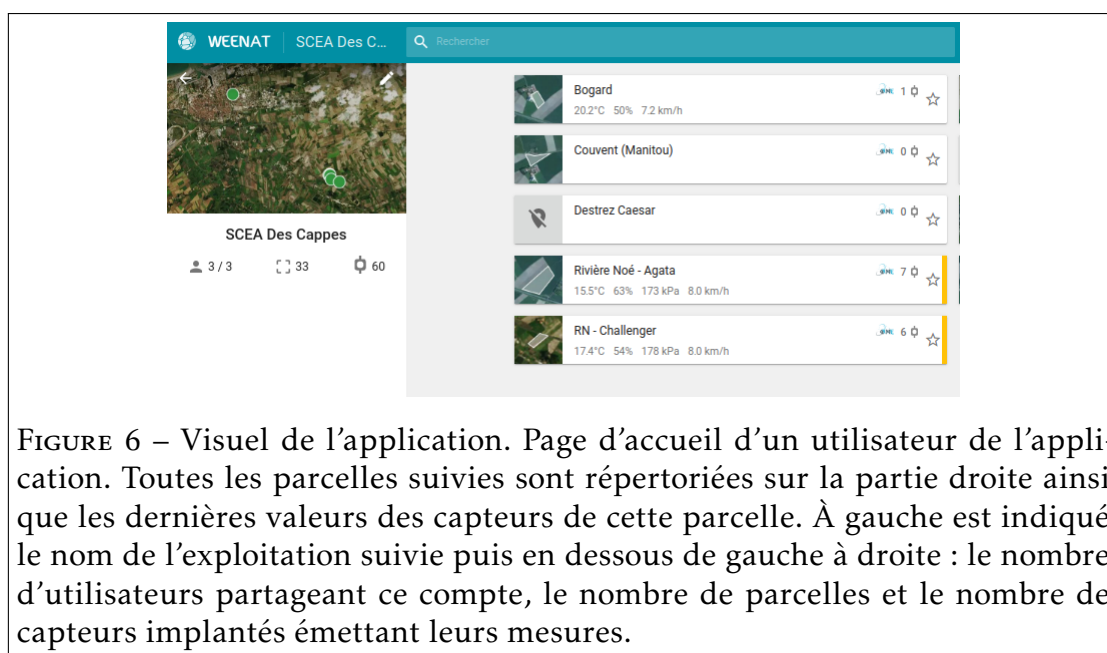 WEENAT SCEA Des C... Rechercher
Bogard 1
20.2°C 50% 7.2 km/h
Couvent (Manitou) 0
Destrez Caesar 0
SCEA Des Cappes
3 / 3 33 60
Rivière Noé - Agata 7
15.5°C 63% 173 kPa 8.0 km/h
RN - Challenger 6
17.4°C 54% 178 kPa 8.0 km/h
FIGURE 6 – Visuel de l'application. Page d'accueil d'un utilisateur de l'appli-
cation. Toutes les parcelles suivies sont répertoriées sur la partie droite ainsi
que les dernières valeurs des capteurs de cette parcelle. À gauche est indiqué
le nom de l'exploitation suivie puis en dessous de gauche à droite : le nombre
d'utilisateurs partageant ce compte, le nombre de parcelles et le nombre de
capteurs implantés émettant leurs mesures.